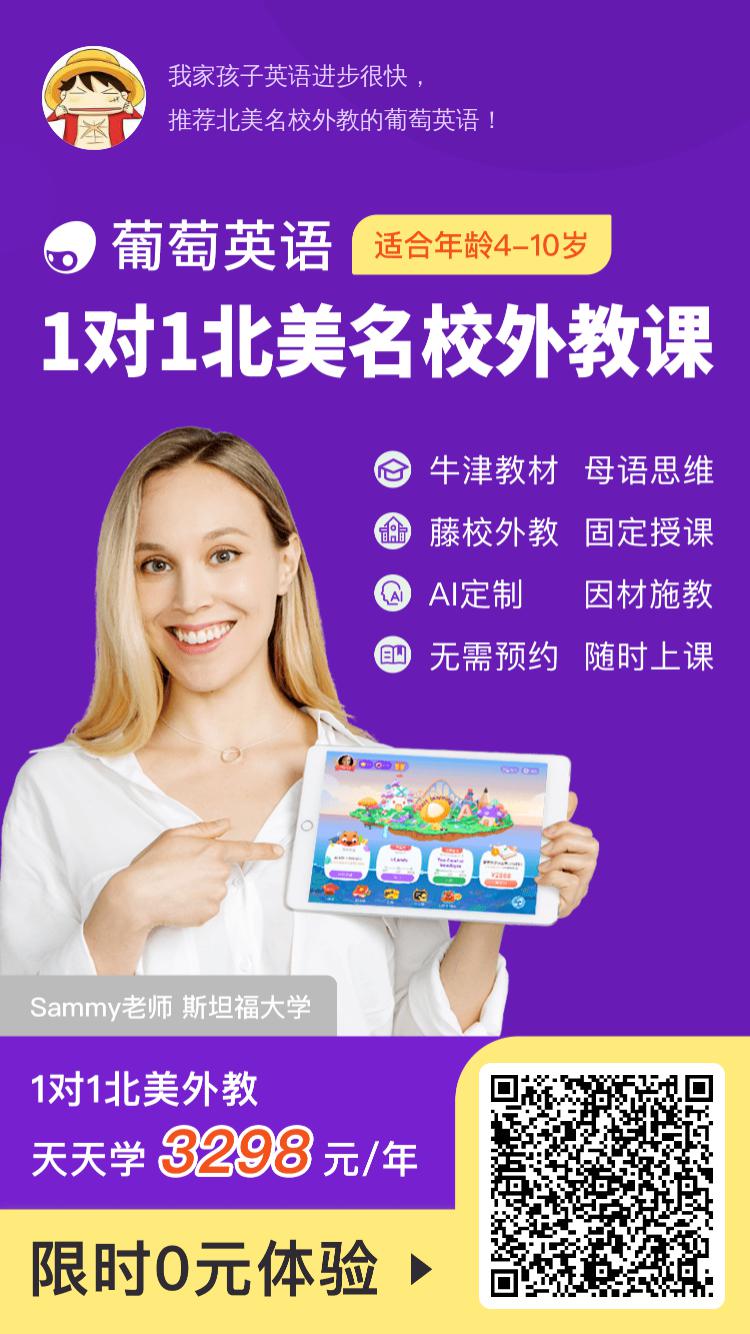 我家孩子英语进步很快，
推荐北美名校外教的葡萄英语！
葡萄英语
适合年龄4-10岁
1对1北美名校外教课
牛津教材 母语思维
藤校外教 固定授课
AI定制 因材施教
无需预约 随时上课
Sammy老师 斯坦福大学
1对1北美外教
天天学 3298 元/年
限时0元体验